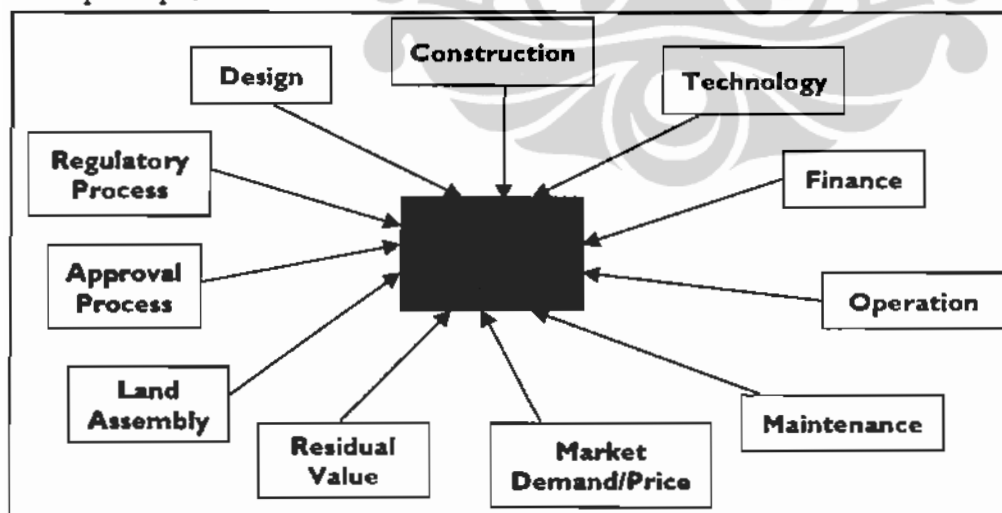 Construction
Design
Technology
Regulatory
Process
Finance
Approval
Process
Operation
Land
Assembly
Maintenance
Residual
Value
Market
Demand/Price